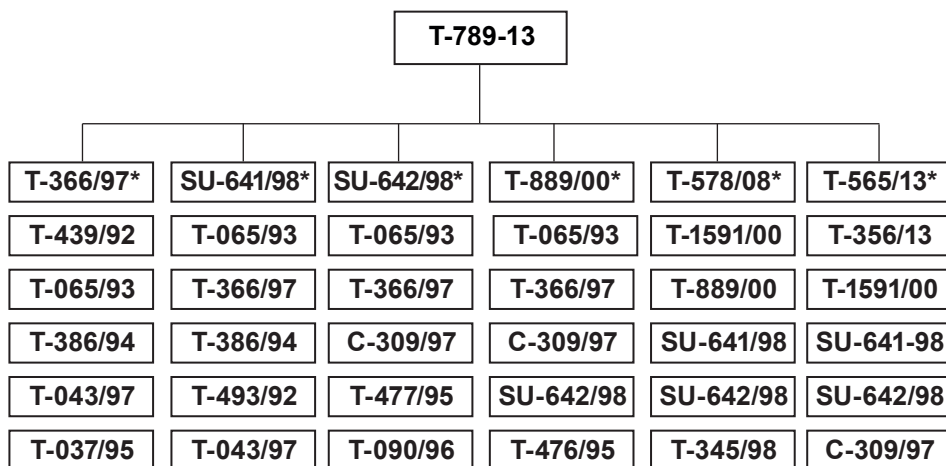 T-789-13
T-366/97* SU-641/98* SU-642/98* T-889/00* T-578/08* T-565/13*
T-439/92 T-065/93 T-065/93 T-065/93 T-1591/00 T-356/13
T-065/93 T-366/97 T-366/97 T-366/97 T-889/00 T-1591/00
T-386/94 T-386/94 C-309/97 C-309/97 SU-641/98 SU-641-98
T-043/97 T-493/92 T-477/95 SU-642/98 SU-642/98 SU-642/98
T-037/95 T-043/97 T-090/96 T-476/95 T-345/98 C-309/97